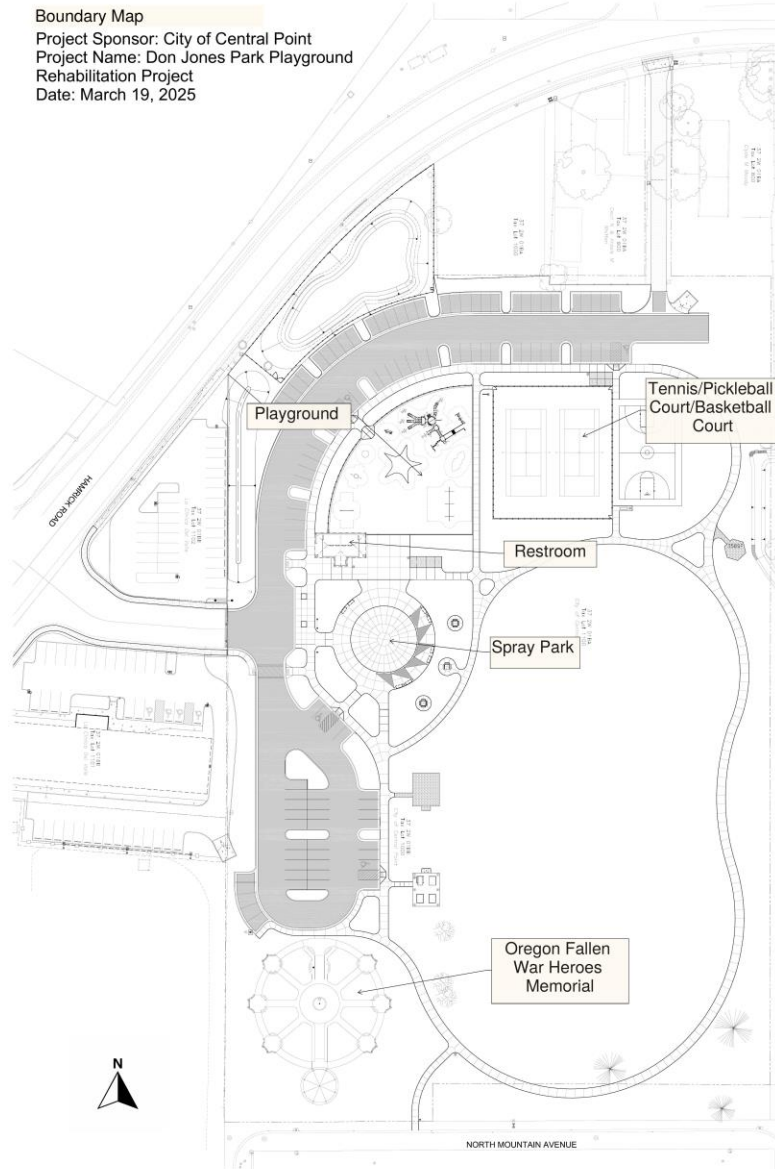 Boundary Map
Project Sponsor: City of Central Point
Project Name: Don Jones Park Playground
Rehabilitation Project
Date: March 19, 2025
Playground
Tennis/Pickleball
Court/Basketball
Court
HAMRICK ROAD
Restroom
Spray Park
Oregon Fallen
War Heroes
Memorial
N
NORTH MOUNTAIN AVENUE